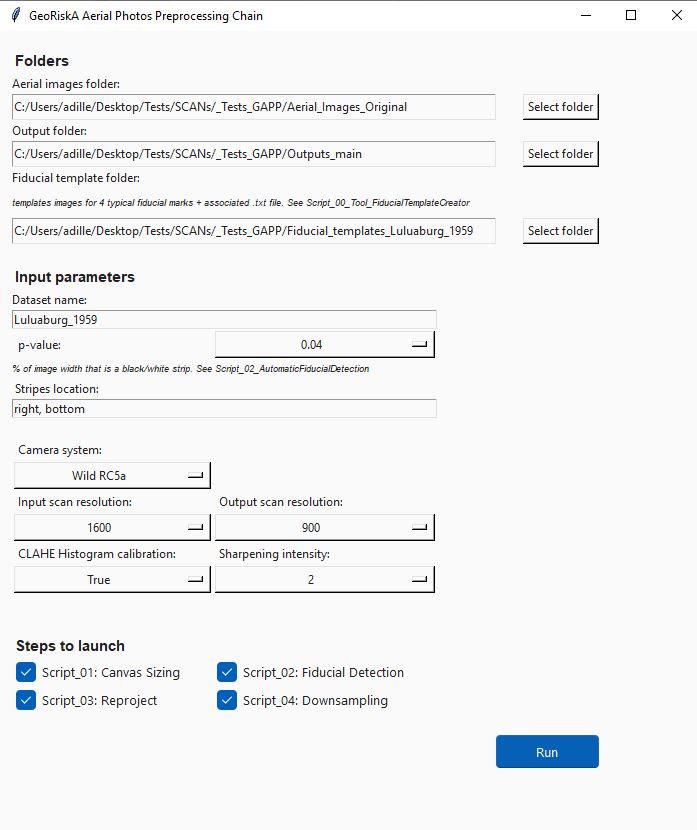 GeoRiskA Aerial Photos Preprocessing Chain
Folders
Aerial images folder:
C:/Users/adille/Desktop/Tests/SCANs/_Tests_GAPP/Aerial_Images_Original
Select folder
Output folder:
C:/Users/adille/Desktop/Tests/SCANs/_Tests_GAPP/Outputs_main
Select folder
Fiducial template folder:
templates images for 4 typical fiducial marks + associated .txt file. See Script_00_Tool_FiducialTemplateCreator
C:/Users/adille/Desktop/Tests/SCANs/_Tests_GAPP/Fiducial_templates_Luluaburg_1959
Select folder
Input parameters
Dataset name:
Luluaburg_1959
p-value:
0.04
% of image width that is a black/white strip. See Script_02_AutomaticFiducialDetection
Stripes location:
right, bottom
Camera system:
Wild RC5a
Input scan resolution:
Output scan resolution:
1600
900
CLAHE Histogram calibration:
Sharpening intensity:
True
2
Steps to launch
Script_01: Canvas Sizing
Script_02: Fiducial Detection
Script_03: Reproject
Script_04: Downsampling
Run